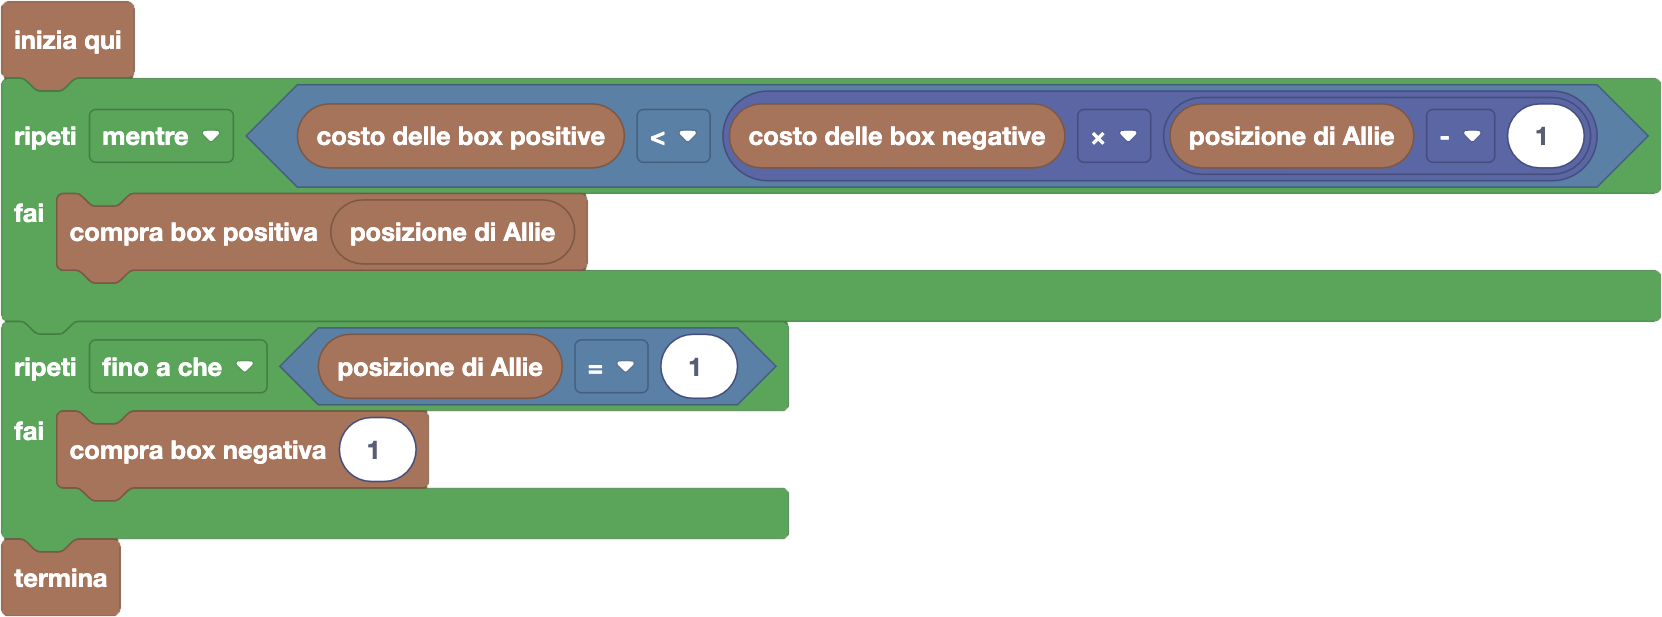 inizia qui
ripeti mentre costo delle box positive < costo delle box negative × posizione di Allie - 1
fai
compra box positiva posizione di Allie
ripeti fino a che posizione di Allie = 1
fai
compra box negativa 1
termina